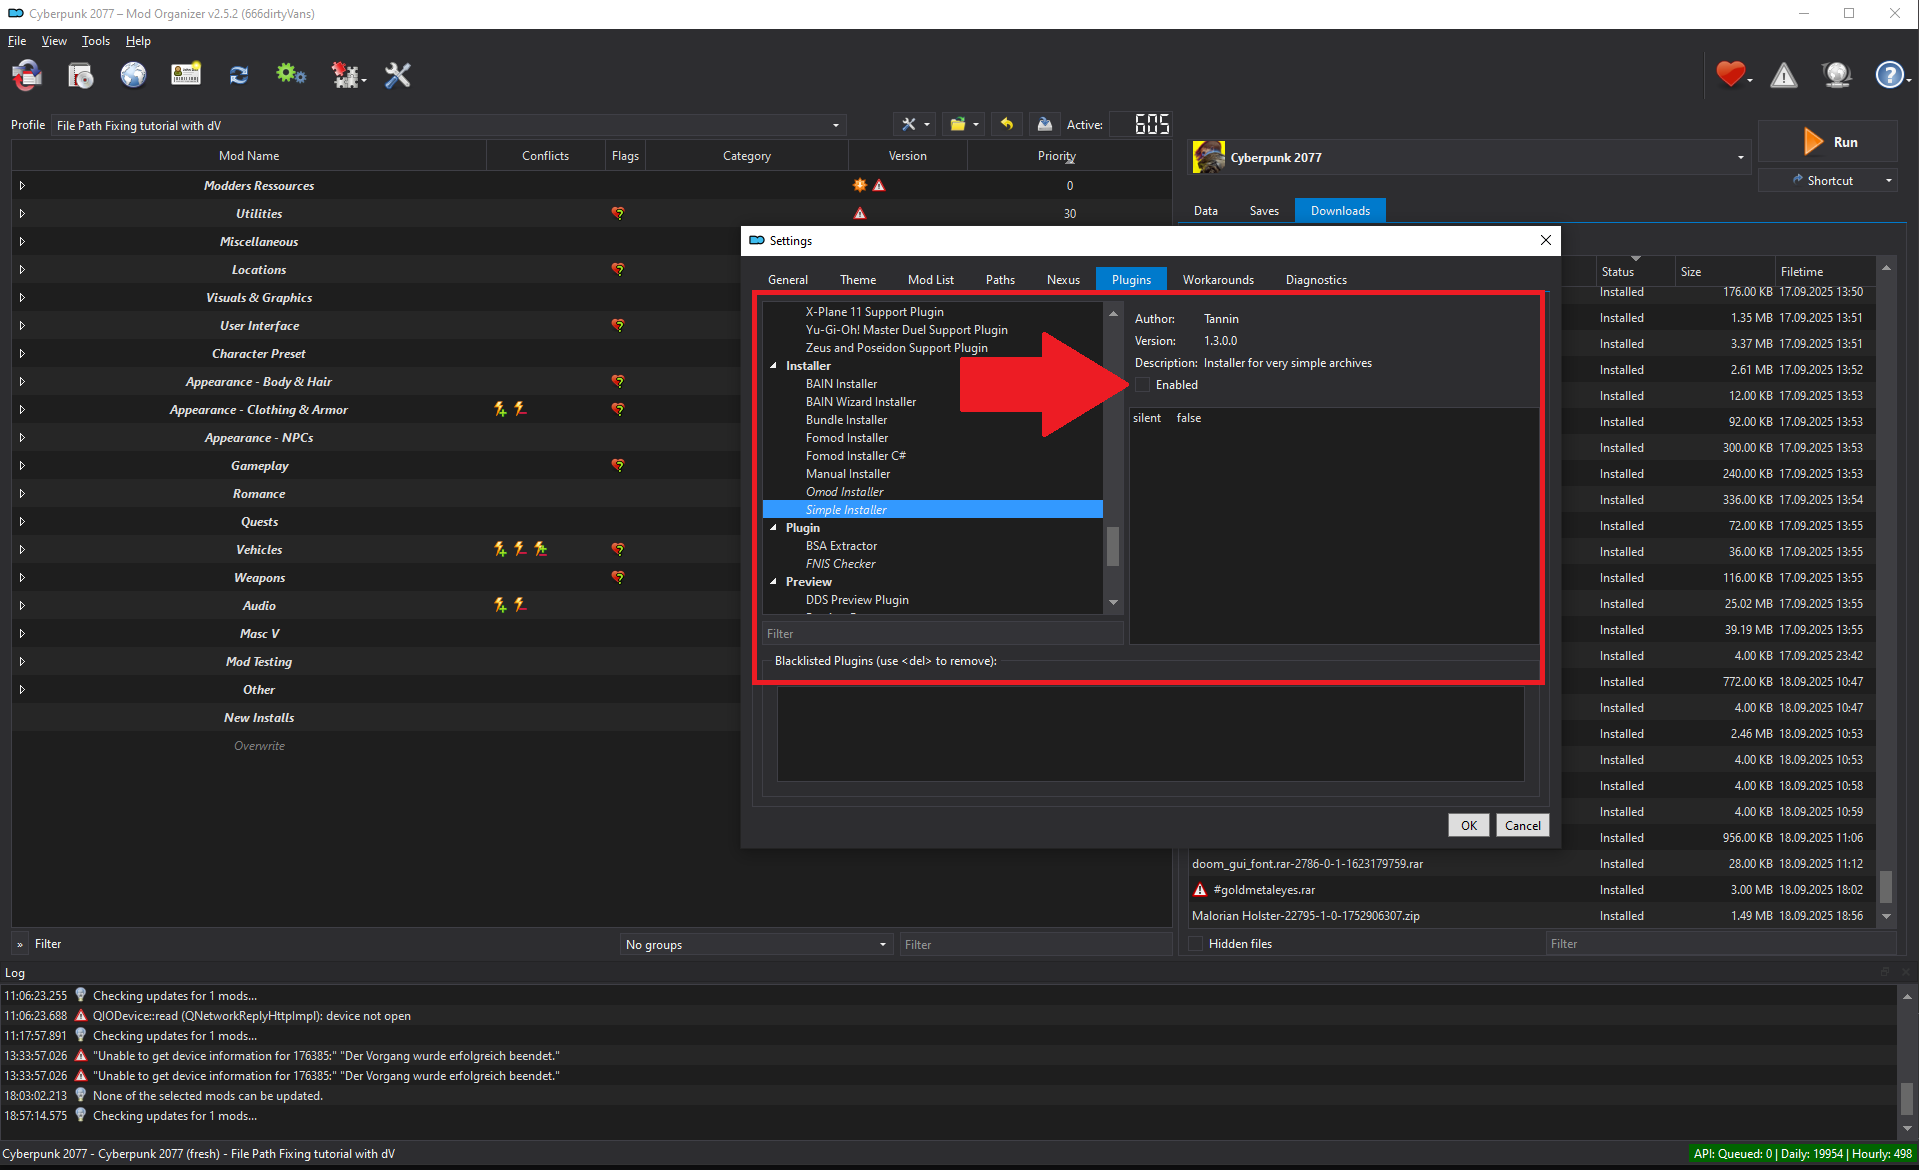 Cyberpunk 2077 – Mod Organizer v2.5.2 (666dirtyVans)
File View Tools Help
Profile File Path Fixing tutorial with dV Active: 605
Mod Name Conflicts Flags Category Version Priority
Modders Ressources 0
Utilities 30
Miscellaneous
Locations
Visuals & Graphics
User Interface
Character Preset
Appearance - Body & Hair
Appearance - Clothing & Armor
Appearance - NPCs
Gameplay
Romance
Quests
Vehicles
Weapons
Audio
Masc V
Mod Testing
Other
New Installs
Overwrite
» Filter No groups Filter
Cyberpunk 2077
Run
Shortcut
Data Saves Downloads
Settings
General Theme Mod List Paths Nexus Plugins Workarounds Diagnostics
X-Plane 11 Support Plugin
Yu-Gi-Oh! Master Duel Support Plugin
Zeus and Poseidon Support Plugin
Installer
BAIN Installer
BAIN Wizard Installer
Bundle Installer
Fomod Installer
Fomod Installer C#
Manual Installer
Omod Installer
Simple Installer
Plugin
BSA Extractor
FNIS Checker
Preview
DDS Preview Plugin
Filter
Author: Tannin
Version: 1.3.0.0
Description: Installer for very simple archives
Enabled
silent false
Blacklisted Plugins (use <del> to remove):
OK Cancel
Status Size Filetime
Installed 176.00 KB 17.09.2025 13:50
Installed 1.35 MB 17.09.2025 13:51
Installed 3.37 MB 17.09.2025 13:51
Installed 2.61 MB 17.09.2025 13:52
Installed 12.00 KB 17.09.2025 13:53
Installed 92.00 KB 17.09.2025 13:53
Installed 300.00 KB 17.09.2025 13:53
Installed 240.00 KB 17.09.2025 13:53
Installed 336.00 KB 17.09.2025 13:54
Installed 72.00 KB 17.09.2025 13:55
Installed 36.00 KB 17.09.2025 13:55
Installed 116.00 KB 17.09.2025 13:55
Installed 25.02 MB 17.09.2025 13:55
Installed 39.19 MB 17.09.2025 13:55
Installed 4.00 KB 17.09.2025 23:42
Installed 772.00 KB 18.09.2025 10:47
Installed 4.00 KB 18.09.2025 10:47
Installed 2.46 MB 18.09.2025 10:53
Installed 4.00 KB 18.09.2025 10:53
Installed 4.00 KB 18.09.2025 10:58
Installed 4.00 KB 18.09.2025 10:59
Installed 956.00 KB 18.09.2025 11:06
doom_gui_font.rar-2786-0-1-1623179759.rar Installed 28.00 KB 18.09.2025 11:12
#goldmetaleyes.rar Installed 3.00 MB 18.09.2025 18:02
Malorian Holster-22795-1-0-1752906307.zip Installed 1.49 MB 18.09.2025 18:56
Hidden files Filter
Log
11:06:23.255 Checking updates for 1 mods...
11:06:23.688 QIODevice::read (QNetworkReplyHttpImpl): device not open
11:17:57.891 Checking updates for 1 mods...
13:33:57.026 "Unable to get device information for 176385:" "Der Vorgang wurde erfolgreich beendet."
13:33:57.026 "Unable to get device information for 176385:" "Der Vorgang wurde erfolgreich beendet."
18:03:02.213 None of the selected mods can be updated.
18:57:14.575 Checking updates for 1 mods...
Cyberpunk 2077 - Cyberpunk 2077 (fresh) - File Path Fixing tutorial with dV API: Queued: 0 | Daily: 19954 | Hourly: 498